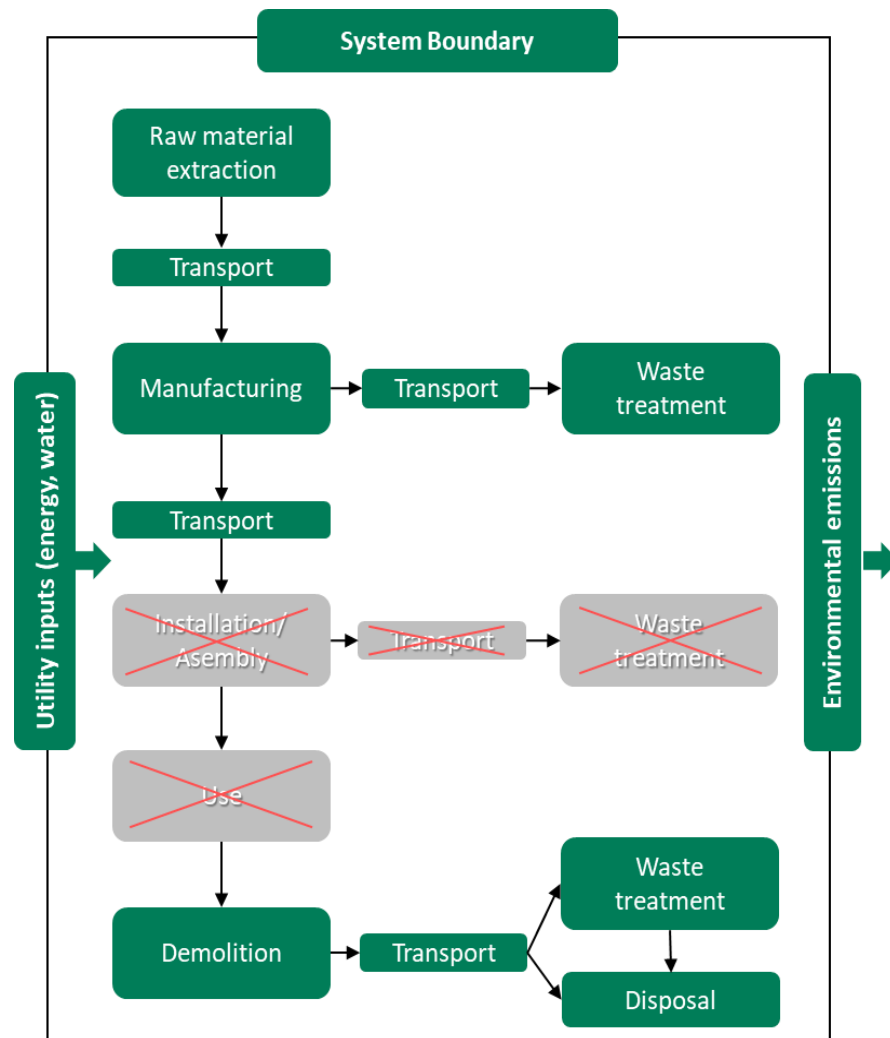 System Boundary
Raw material
extraction
Transport
Manufacturing
Transport
Waste
treatment
Transport
Installation/
Asembly
Transport
Waste
treatment
Use
Demolition
Transport
Waste
treatment
Disposal
Utility inputs (energy, water)
Environmental emissions